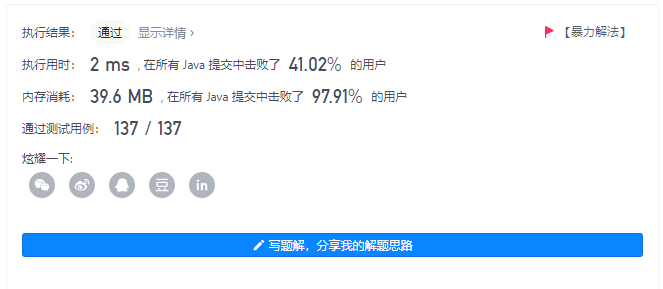 执行结果： 通过 显示详情 > 【暴力解法】
执行用时： 2 ms , 在所有 Java 提交中击败了 41.02% 的用户
内存消耗： 39.6 MB , 在所有 Java 提交中击败了 97.91% 的用户
通过测试用例： 137 / 137
炫耀一下:
豆 in
写题解，分享我的解题思路